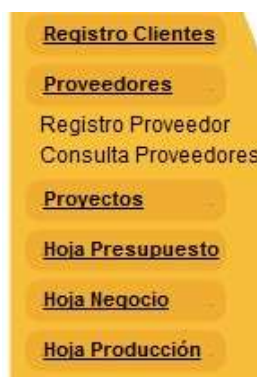 Registro Clientes
Proveedores
Registro Proveedor
Consulta Proveedores
Proyectos
Hoja Presupuesto
Hoja Negocio
Hoja Producción